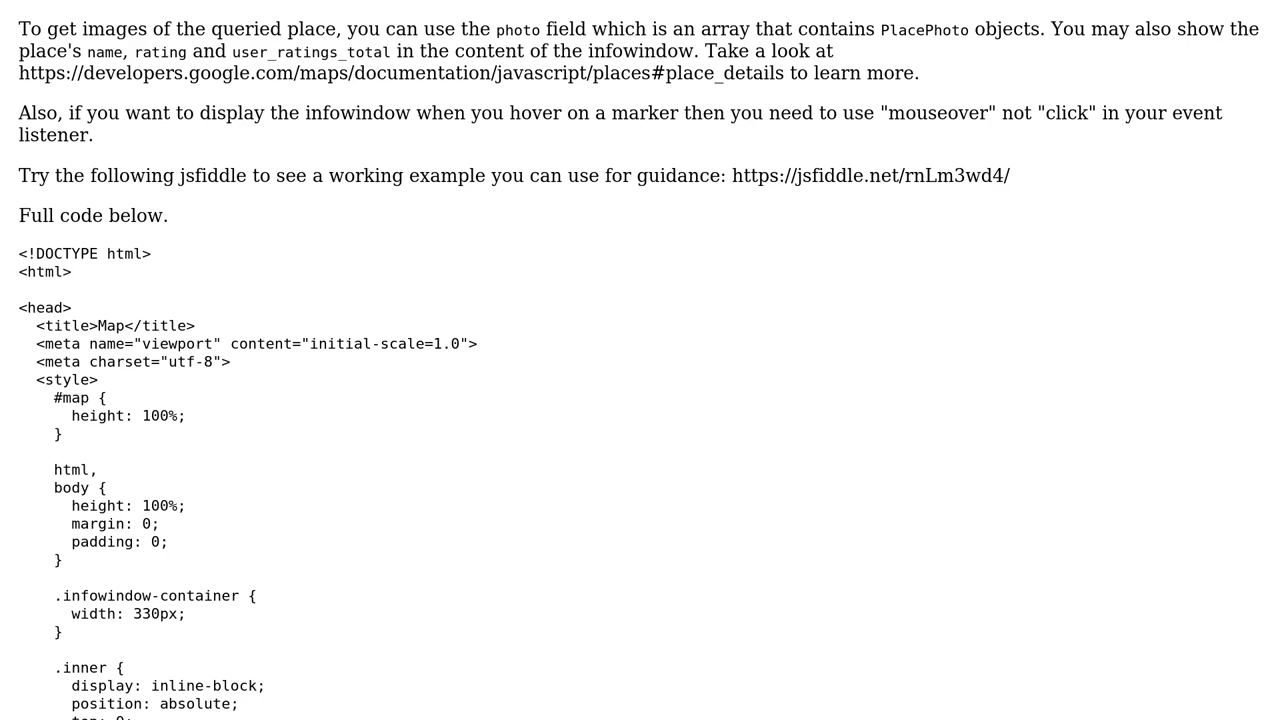 To get images of the queried place, you can use the photo field which is an array that contains PlacePhoto objects. You may also show the
place's name, rating and user_ratings_total in the content of the infowindow. Take a look at
https://developers.google.com/maps/documentation/javascript/places#place_details to learn more.
Also, if you want to display the infowindow when you hover on a marker then you need to use "mouseover" not "click" in your event
listener.
Try the following jsfiddle to see a working example you can use for guidance: https://jsfiddle.net/rnLm3wd4/
Full code below.
<!DOCTYPE html>
<html>
<head>
<title>Map</title>
<meta name="viewport" content="initial-scale=1.0">
<meta charset="utf-8">
<style>
#map {
height: 100%;
}
html,
body {
height: 100%;
margin: 0;
padding: 0;
}
.infowindow-container {
width: 330px;
}
.inner {
display: inline-block;
position: absolute;